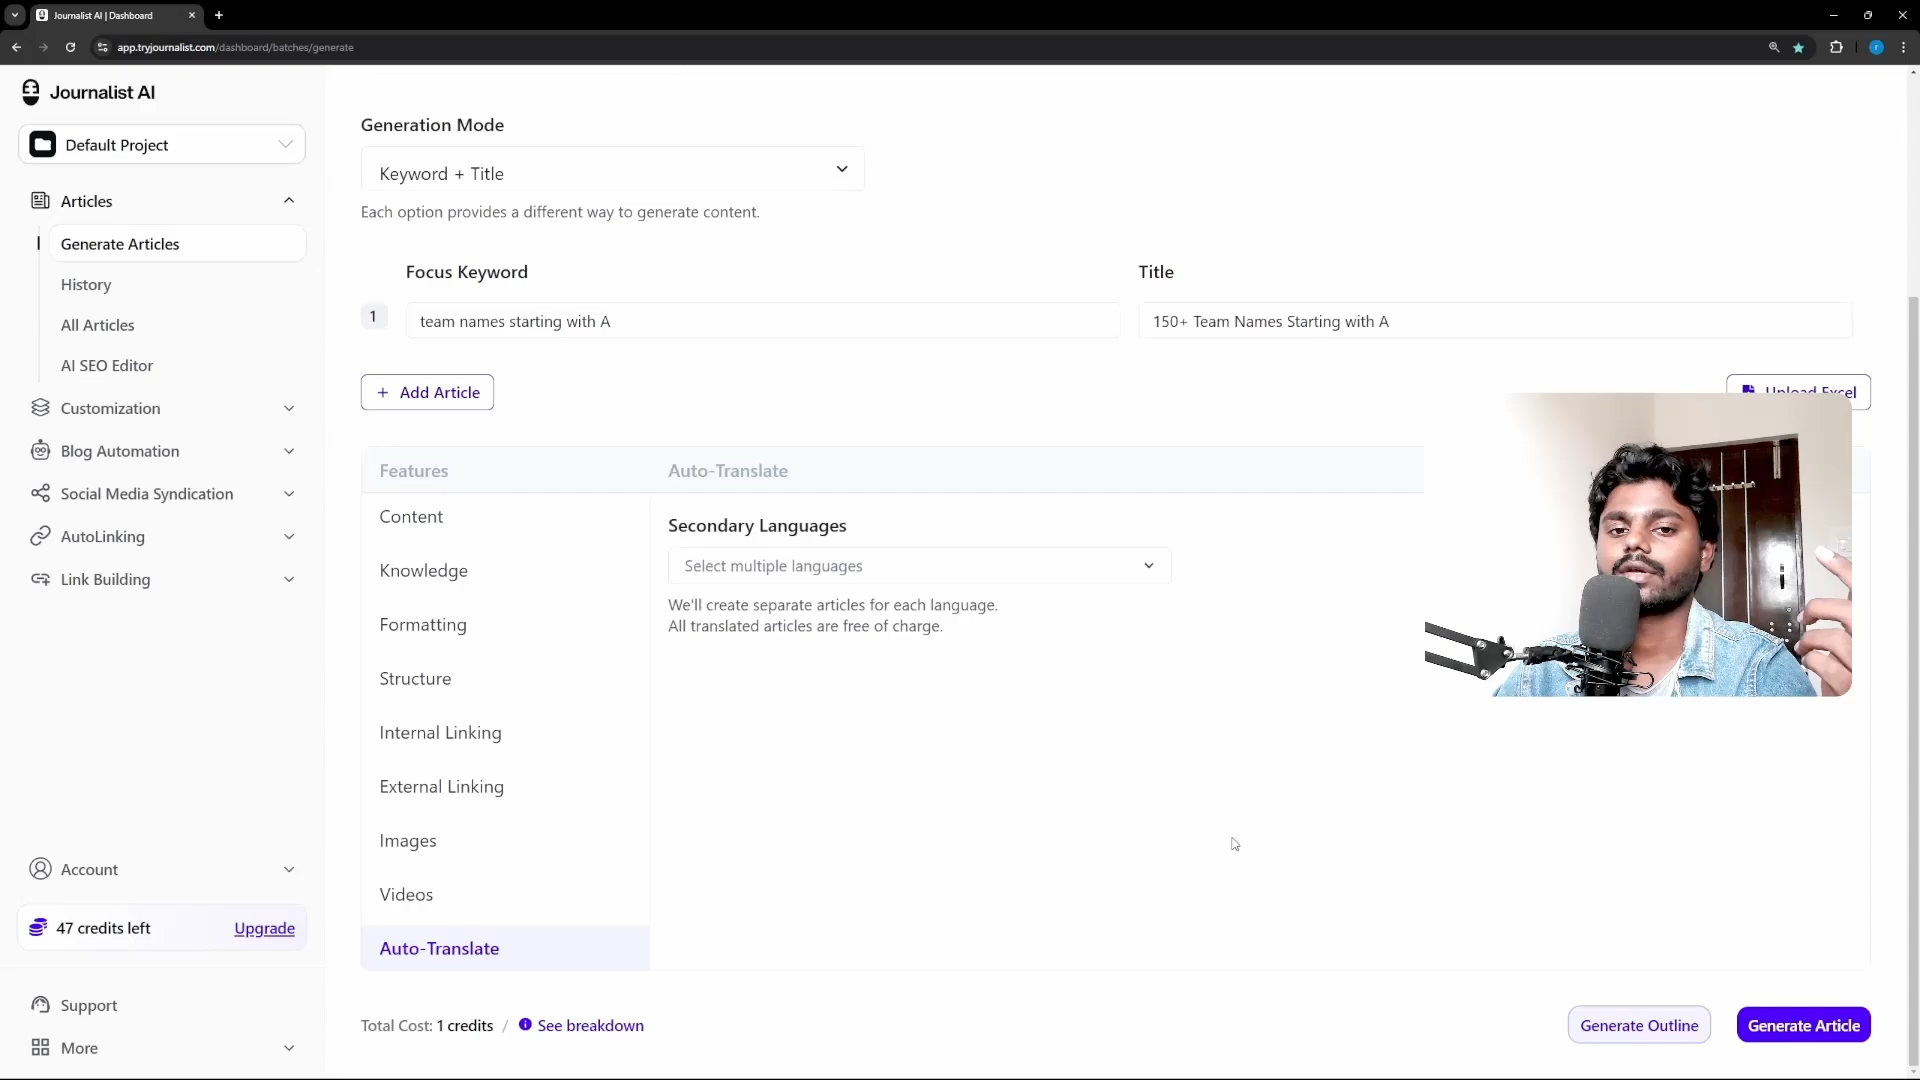 Journalist AI | Dashboard
app.tryjournalist.com/dashboard/batches/generate
Journalist AI
Default Project
Articles
Generate Articles
History
All Articles
AI SEO Editor
Customization
Blog Automation
Social Media Syndication
AutoLinking
Link Building
Account
47 credits left
Upgrade
Support
More
Generation Mode
Keyword + Title
Each option provides a different way to generate content.
Focus Keyword
Title
1
team names starting with A
150+ Team Names Starting with A
+ Add Article
Upload Excel
Features
Auto-Translate
Content
Knowledge
Formatting
Structure
Internal Linking
External Linking
Images
Videos
Auto-Translate
Secondary Languages
Select multiple languages
We'll create separate articles for each language.
All translated articles are free of charge.
Total Cost: 1 credits / See breakdown
Generate Outline
Generate Article